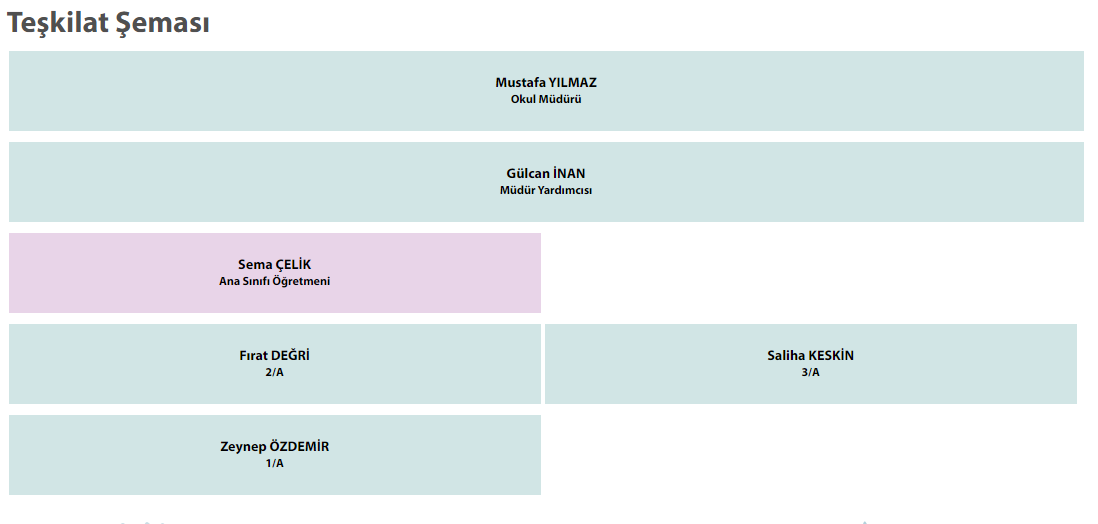 Teşkilat Şeması
Mustafa YILMAZ
Okul Müdürü
Gülcan İNAN
Müdür Yardımcısı
Sema ÇELİK
Ana Sınıfı Öğretmeni
Fırat DEĞRİ
2/A
Saliha KESKİN
3/A
Zeynep ÖZDEMİR
1/A